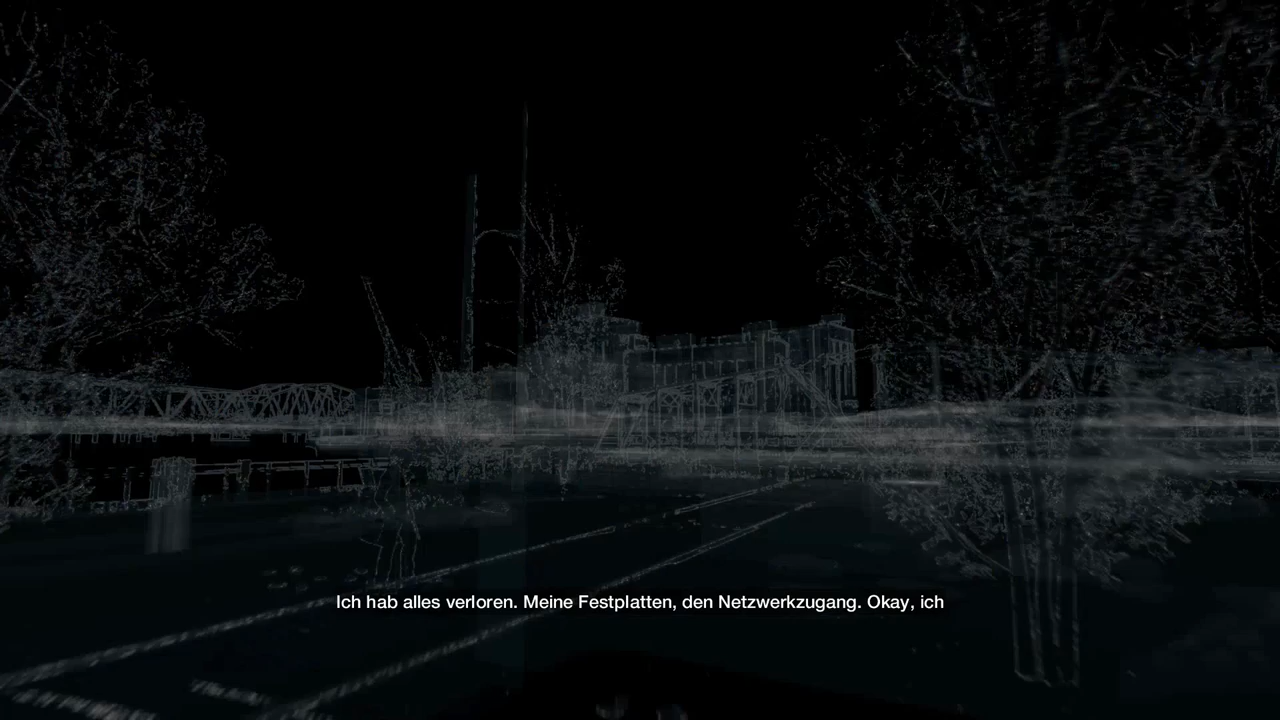 Ich hab alles verloren. Meine Festplatten, den Netzwerkzugang. Okay, ich